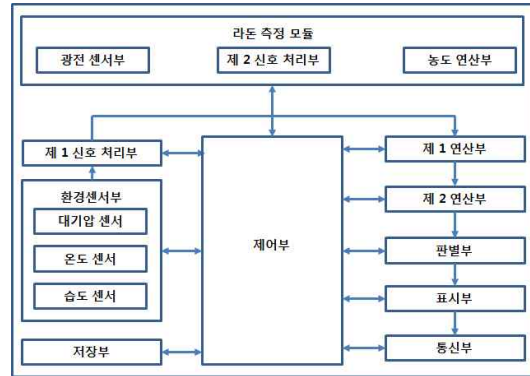 라돈 측정 모듈
광전 센서부
제 2 신호 처리부
농도 연산부
제 1 신호 처리부
환경센서부
대기압 센서
온도 센서
습도 센서
저장부
제어부
제 1 연산부
제 2 연산부
판별부
표시부
통신부